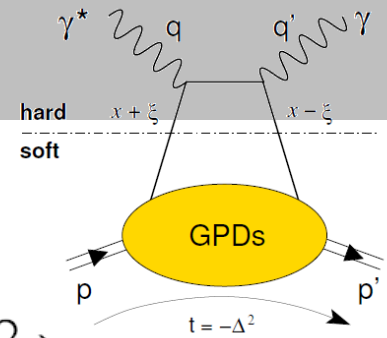 γ* q q' γ
hard x + ξ x − ξ
soft
GPDs
p p'
t = −Δ²